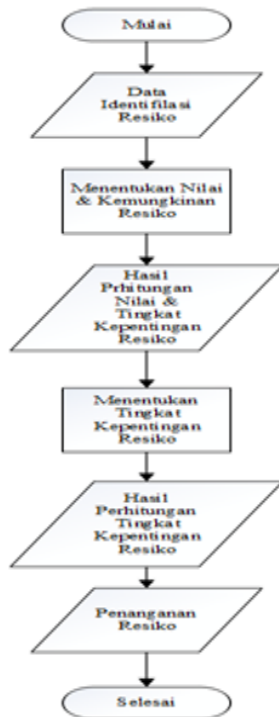 Mulai
Data
Identifilasi
Resiko
Menentukan Nilai
& Kemungkinan
Resiko
Hasil
Prhitungan
Nilai &
Tingkat
Kepentingan
Resiko
Menentukan
Tingkat
Kepentingan
Resiko
Hasil
Perhitungan
Tingkat
Kepentingan
Resiko
Penanganan
Resiko
Selesai